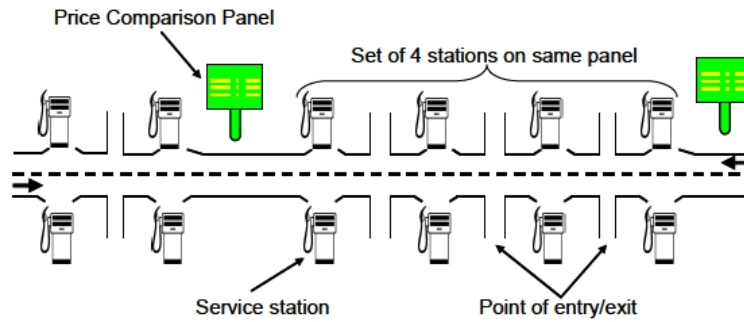 Price Comparison Panel
Set of 4 stations on same panel
Service station
Point of entry/exit